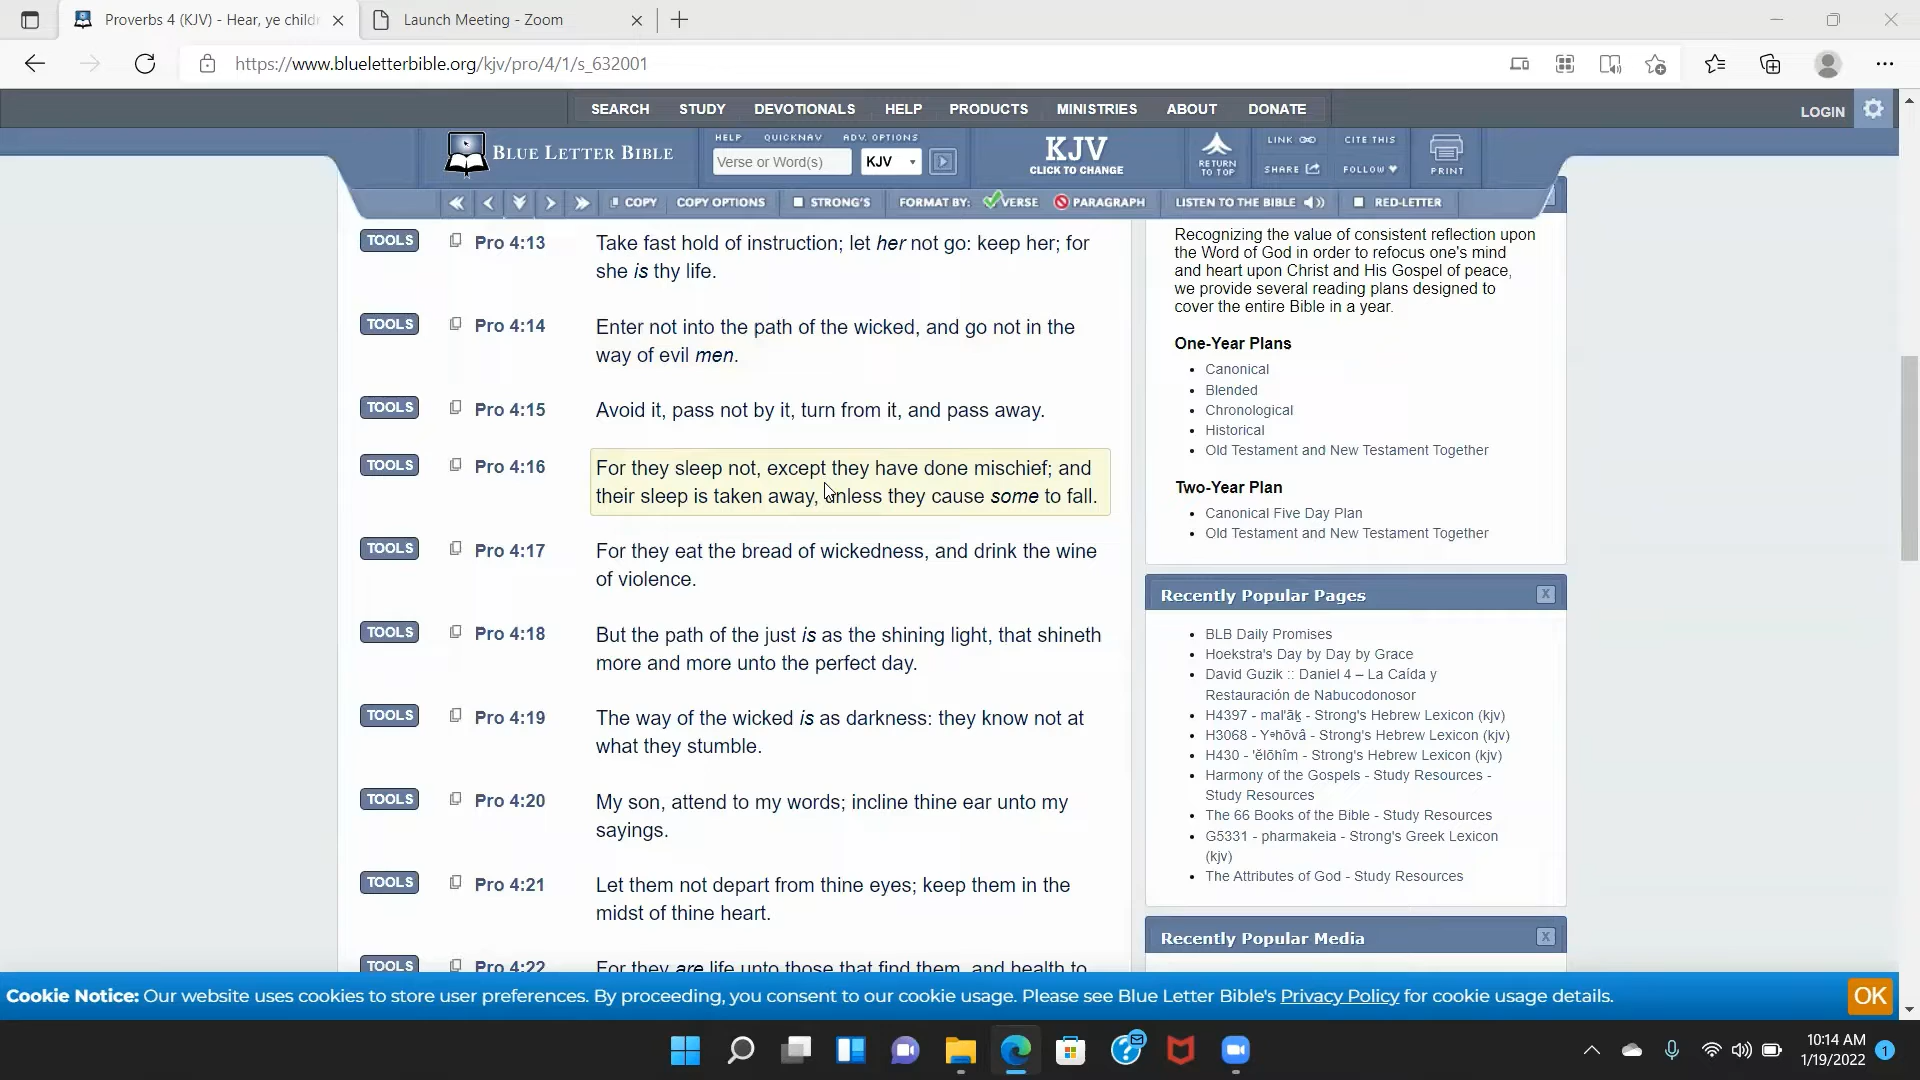 Proverbs 4 (KJV) - Hear, ye childr
Launch Meeting - Zoom
https://www.blueletterbible.org/kjv/pro/4/1/s_632001
SEARCH STUDY DEVOTIONALS HELP PRODUCTS MINISTRIES ABOUT DONATE
LOGIN
BLUE LETTER BIBLE
HELP QUICKNAV ADV. OPTIONS
Verse or Word(s) KJV
KJV
CLICK TO CHANGE
RETURN
TO TOP
LINK CITE THIS
SHARE FOLLOW
PRINT
COPY COPY OPTIONS STRONG'S FORMAT BY: VERSE PARAGRAPH LISTEN TO THE BIBLE RED-LETTER
TOOLS Pro 4:13 Take fast hold of instruction; let her not go: keep her; for
she is thy life.
TOOLS Pro 4:14 Enter not into the path of the wicked, and go not in the
way of evil men.
TOOLS Pro 4:15 Avoid it, pass not by it, turn from it, and pass away.
TOOLS Pro 4:16 For they sleep not, except they have done mischief; and
their sleep is taken away, unless they cause some to fall.
TOOLS Pro 4:17 For they eat the bread of wickedness, and drink the wine
of violence.
TOOLS Pro 4:18 But the path of the just is as the shining light, that shineth
more and more unto the perfect day.
TOOLS Pro 4:19 The way of the wicked is as darkness: they know not at
what they stumble.
TOOLS Pro 4:20 My son, attend to my words; incline thine ear unto my
sayings.
TOOLS Pro 4:21 Let them not depart from thine eyes; keep them in the
midst of thine heart.
TOOLS Pro 4:22 For they are life unto those that find them, and health to
Recognizing the value of consistent reflection upon
the Word of God in order to refocus one's mind
and heart upon Christ and His Gospel of peace,
we provide several reading plans designed to
cover the entire Bible in a year.
One-Year Plans
Canonical
Blended
Chronological
Historical
Old Testament and New Testament Together
Two-Year Plan
Canonical Five Day Plan
Old Testament and New Testament Together
Recently Popular Pages X
BLB Daily Promises
Hoekstra's Day by Day by Grace
David Guzik :: Daniel 4 – La Caída y
Restauración de Nabucodonosor
H4397 - mal'āḵ - Strong's Hebrew Lexicon (kjv)
H3068 - Yᵊhōvâ - Strong's Hebrew Lexicon (kjv)
H430 - 'ĕlōhîm - Strong's Hebrew Lexicon (kjv)
Harmony of the Gospels - Study Resources -
Study Resources
The 66 Books of the Bible - Study Resources
G5331 - pharmakeia - Strong's Greek Lexicon
(kjv)
The Attributes of God - Study Resources
Recently Popular Media X
Cookie Notice: Our website uses cookies to store user preferences. By proceeding, you consent to our cookie usage. Please see Blue Letter Bible's Privacy Policy for cookie usage details. OK
10:14 AM
1/19/2022 1